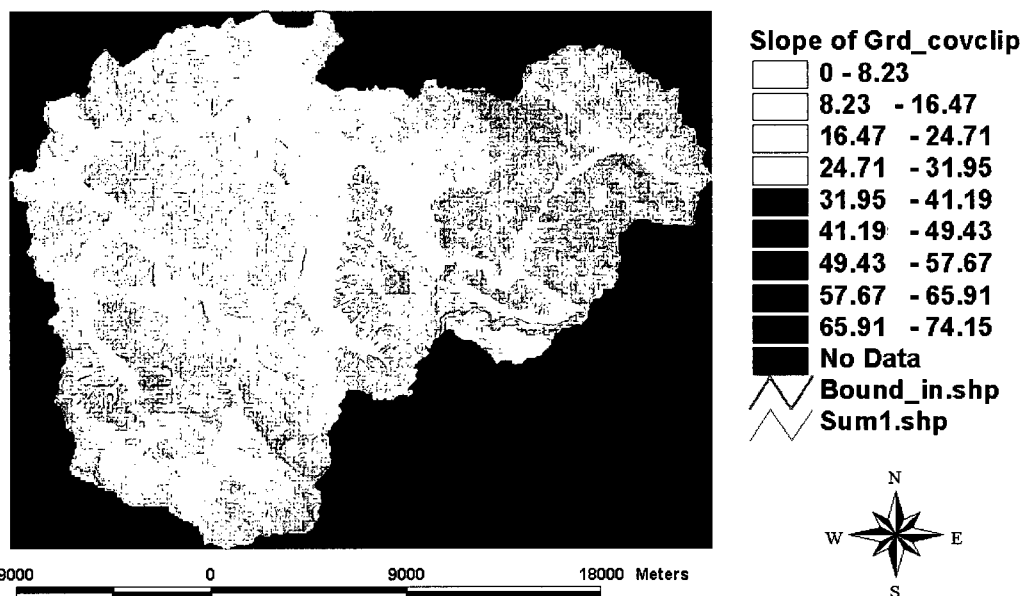 Slope of Grd_covclip
0 - 8.23
8.23 - 16.47
16.47 - 24.71
24.71 - 31.95
31.95 - 41.19
41.19 - 49.43
49.43 - 57.67
57.67 - 65.91
65.91 - 74.15
No Data
Bound_in.shp
Sum1.shp
N
W E
S
9000 0 9000 18000 Meters